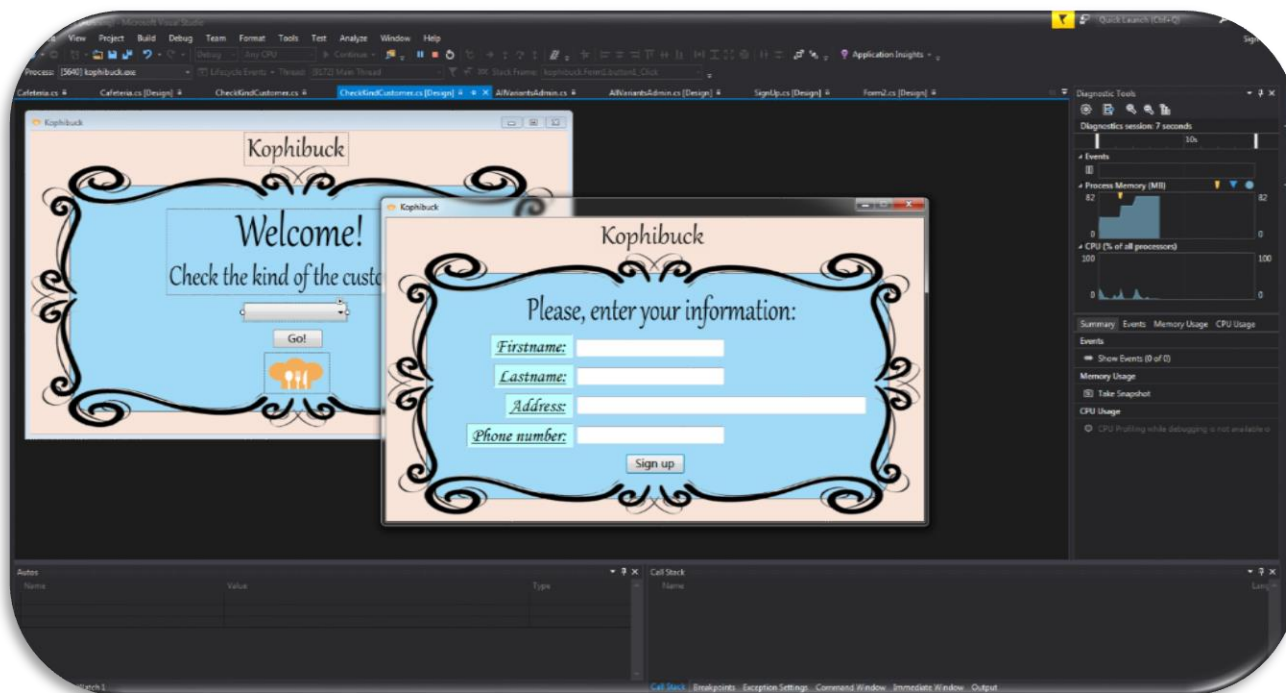 Microsoft Visual Studio
Quick Launch (Ctrl+Q)
View Project Build Debug Team Format Tools Test Analyze Window Help
Debug Any CPU Continue Application Insights
Process: [5640] kophibuck.exe Lifecycle Events Thread: [9172] Main Thread Stack Frame: kophibuck.Form1.button1_Click
Cafeteria.cs Cafeteria.cs [Design] CheckKindCustomer.cs CheckKindCustomer.cs [Design] AllVariantsAdmin.cs AllVariantsAdmin.cs [Design] SignUp.cs [Design] Form2.cs [Design]
Kophibuck
Kophibuck
Welcome!
Check the kind of the custo
Go!
Kophibuck
Kophibuck
Please, enter your information:
Firstname:
Lastname:
Address:
Phone number:
Sign up
Diagnostic Tools
Diagnostics session: 7 seconds
10s
Events
Process Memory (MB)
82 82
0 0
CPU (% of all processors)
100 100
0 0
Summary Events Memory Usage CPU Usage
Events
Show Events (0 of 0)
Memory Usage
Take Snapshot
CPU Usage
CPU Profiling while debugging is not available o
Autos
Name Value Type
Call Stack
Name Lang
Watch 1
Call Stack Breakpoints Exception Settings Command Window Immediate Window Output